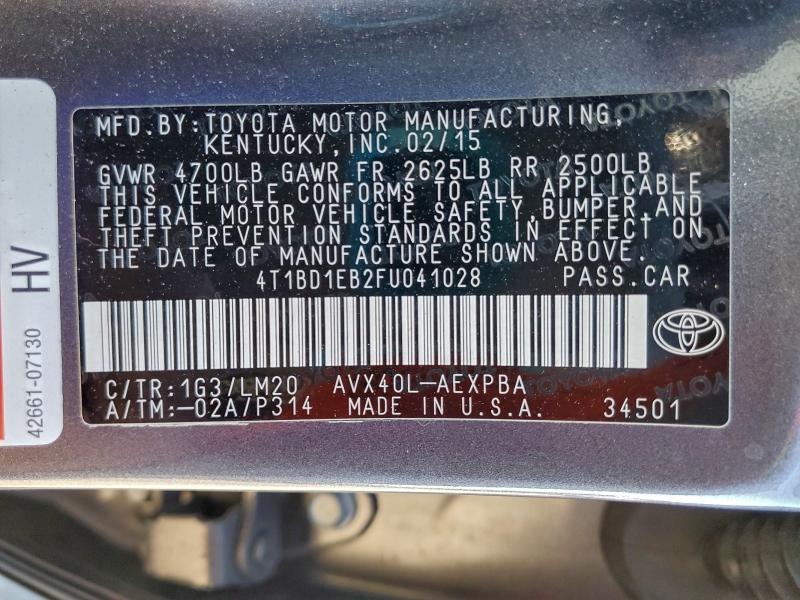 MFD.BY:TOYOTA MOTOR MANUFACTURING,
KENTUCKY, INC.02/15
GVWR 4700LB GAWR FR 2625LB RR 2500LB
THIS VEHICLE CONFORMS TO ALL APPLICABLE
FEDERAL MOTOR VEHICLE SAFETY,BUMPER,AND
THEFT PREVENTION STANDARDS IN EFFECT ON
THE DATE OF MANUFACTURE SHOWN ABOVE.
4T1BD1EB2FU041028 PASS.CAR
C/TR:1G3/LM20 AVX40L-AEXPBA
A/TM:-02A/P314 MADE IN U.S.A. 34501
HV
42661-07130
TOYOTA
TOYOTA
TOYOTA